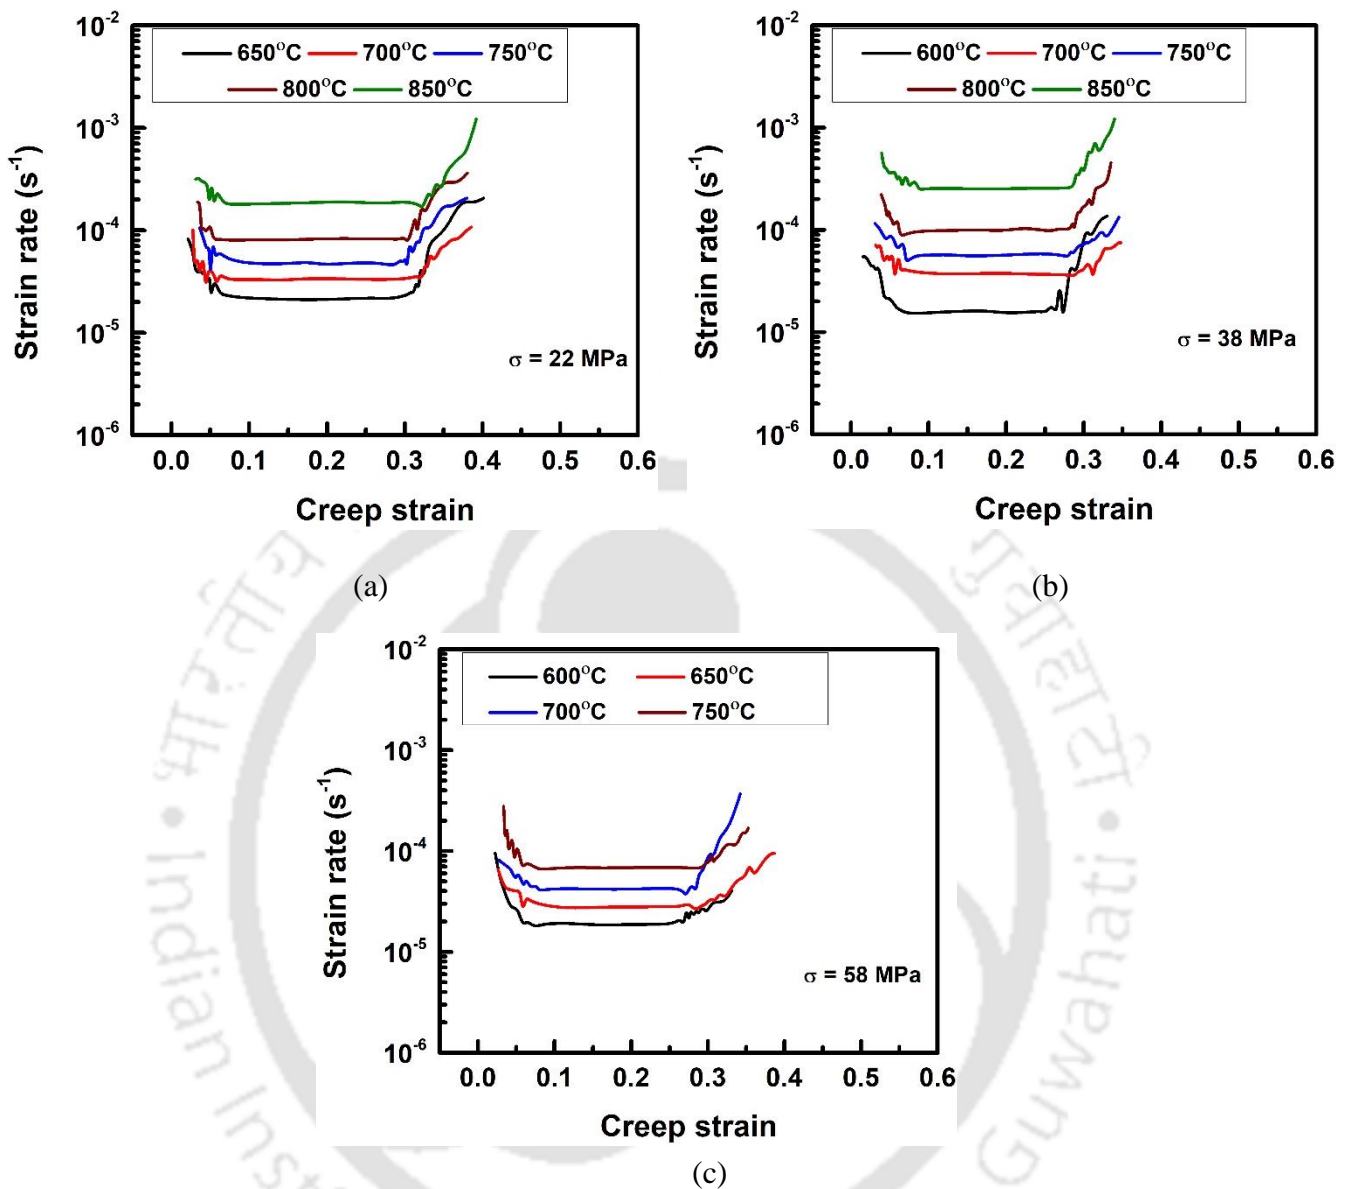 10⁻²
650°C 700°C 750°C
800°C 850°C
10⁻³
10⁻⁴
10⁻⁵
10⁻⁶
Strain rate (s⁻¹)
σ = 22 MPa
0.0 0.1 0.2 0.3 0.4 0.5 0.6
Creep strain
(a)
10⁻²
600°C 700°C 750°C
800°C 850°C
10⁻³
10⁻⁴
10⁻⁵
10⁻⁶
Strain rate (s⁻¹)
σ = 38 MPa
0.0 0.1 0.2 0.3 0.4 0.5 0.6
Creep strain
(b)
10⁻²
600°C 650°C
700°C 750°C
10⁻³
10⁻⁴
10⁻⁵
10⁻⁶
Strain rate (s⁻¹)
σ = 58 MPa
0.0 0.1 0.2 0.3 0.4 0.5 0.6
Creep strain
(c)
भारतीय
गुवाहाटी
Indian
Guwahati